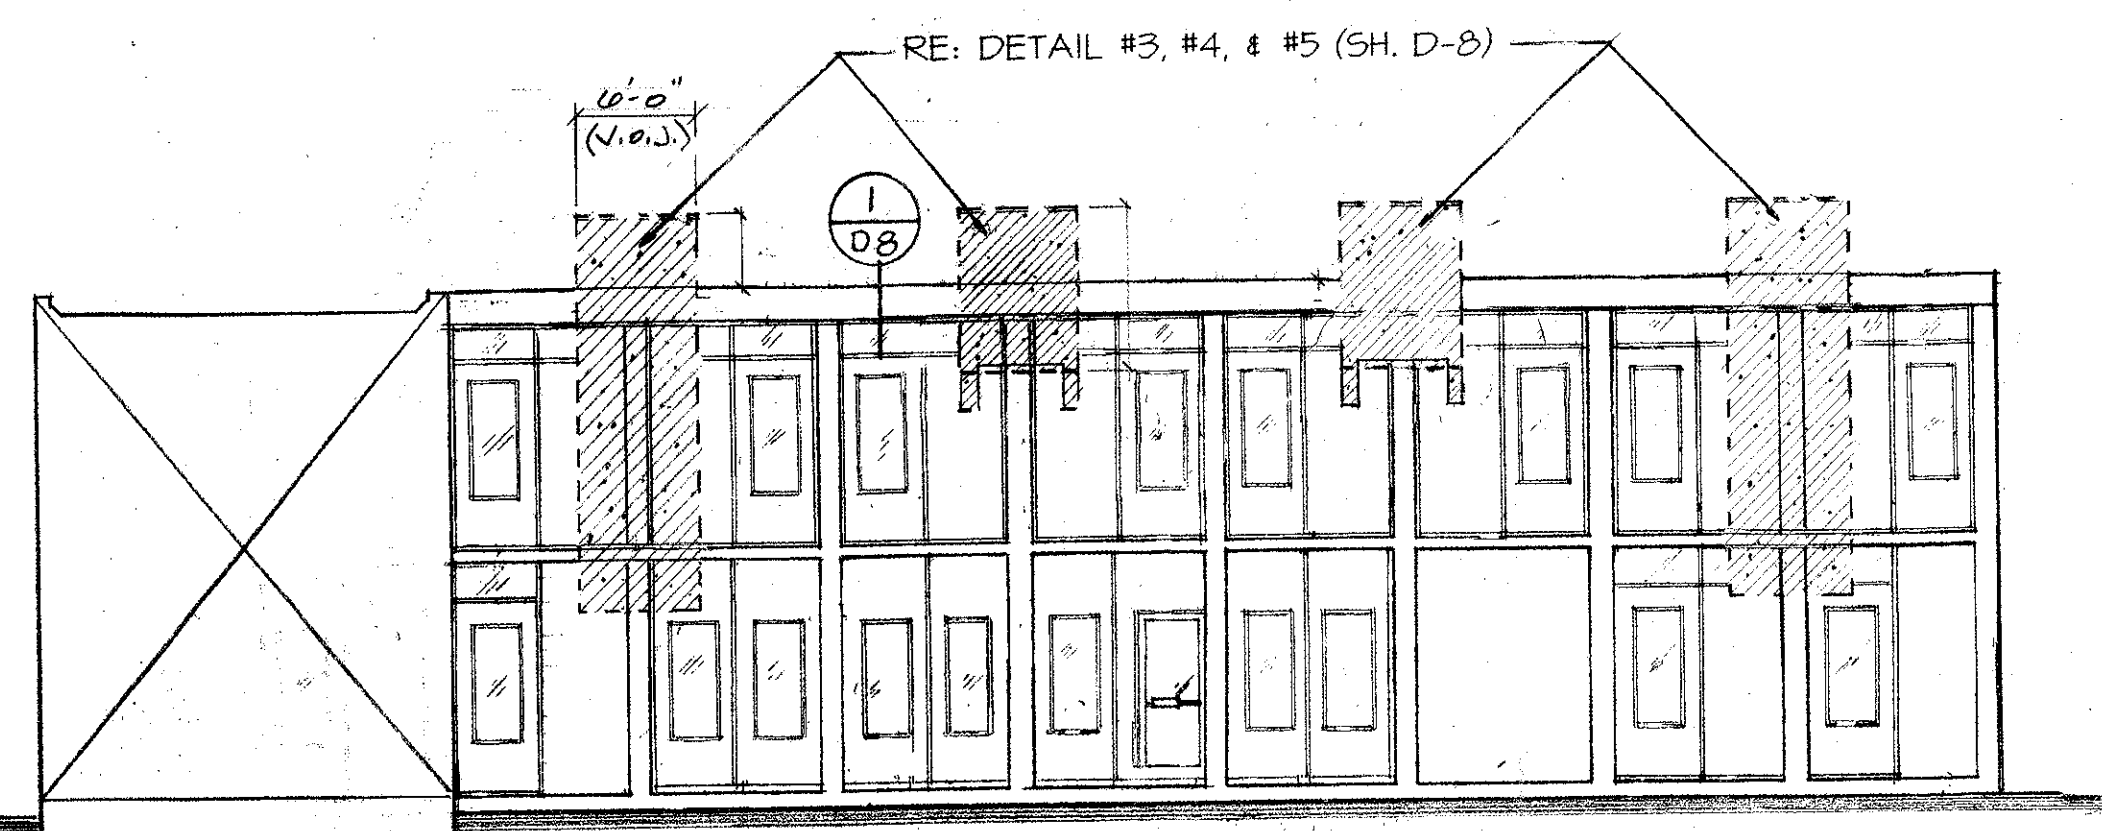 RE: DETAIL #3, #4, & #5 (SH. D-8)
6'-0"
(V.O.J.)
1
D8